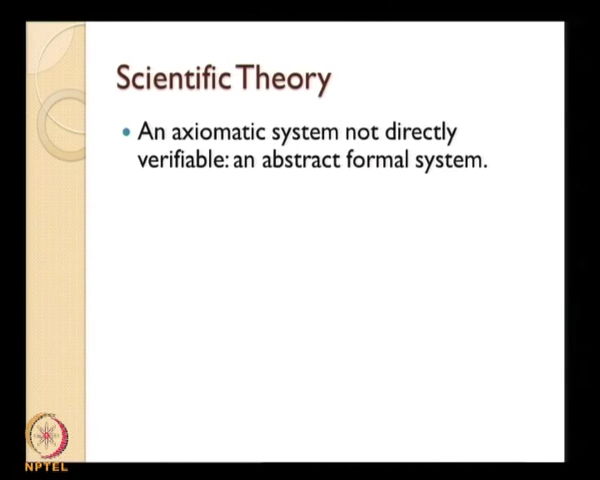 Scientific Theory
• An axiomatic system not directly
verifiable: an abstract formal system.
NPTEL